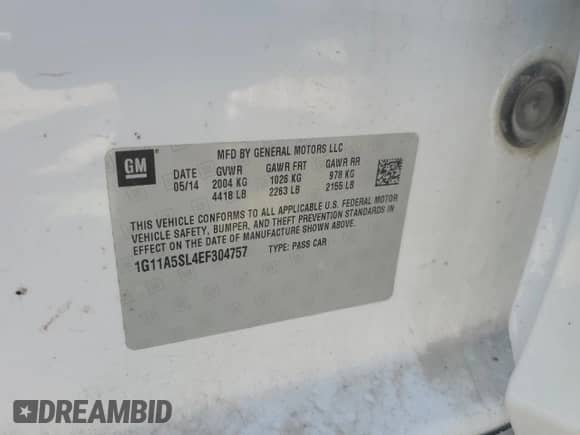 GM
MFD BY GENERAL MOTORS LLC
DATE GVWR GAWR FRT GAWR RR
05/14 2004 KG 1026 KG 978 KG
4418 LB 2263 LB 2155 LB
THIS VEHICLE CONFORMS TO ALL APPLICABLE U.S. FEDERAL MOTOR
VEHICLE SAFETY, BUMPER, AND THEFT PREVENTION STANDARDS IN
EFFECT ON THE DATE OF MANUFACTURE SHOWN ABOVE.
1G11A5SL4EF304757 TYPE: PASS CAR
DREAMBID